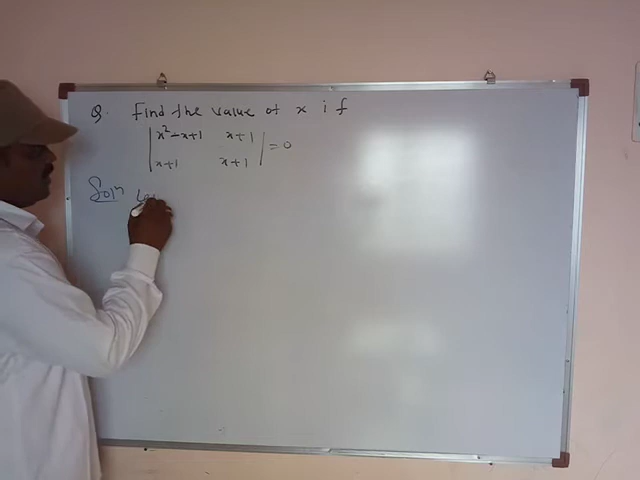 Q. Find the value of x if
| x² - x+1 x+1 |
| x+1 x+1 | = 0
Soln